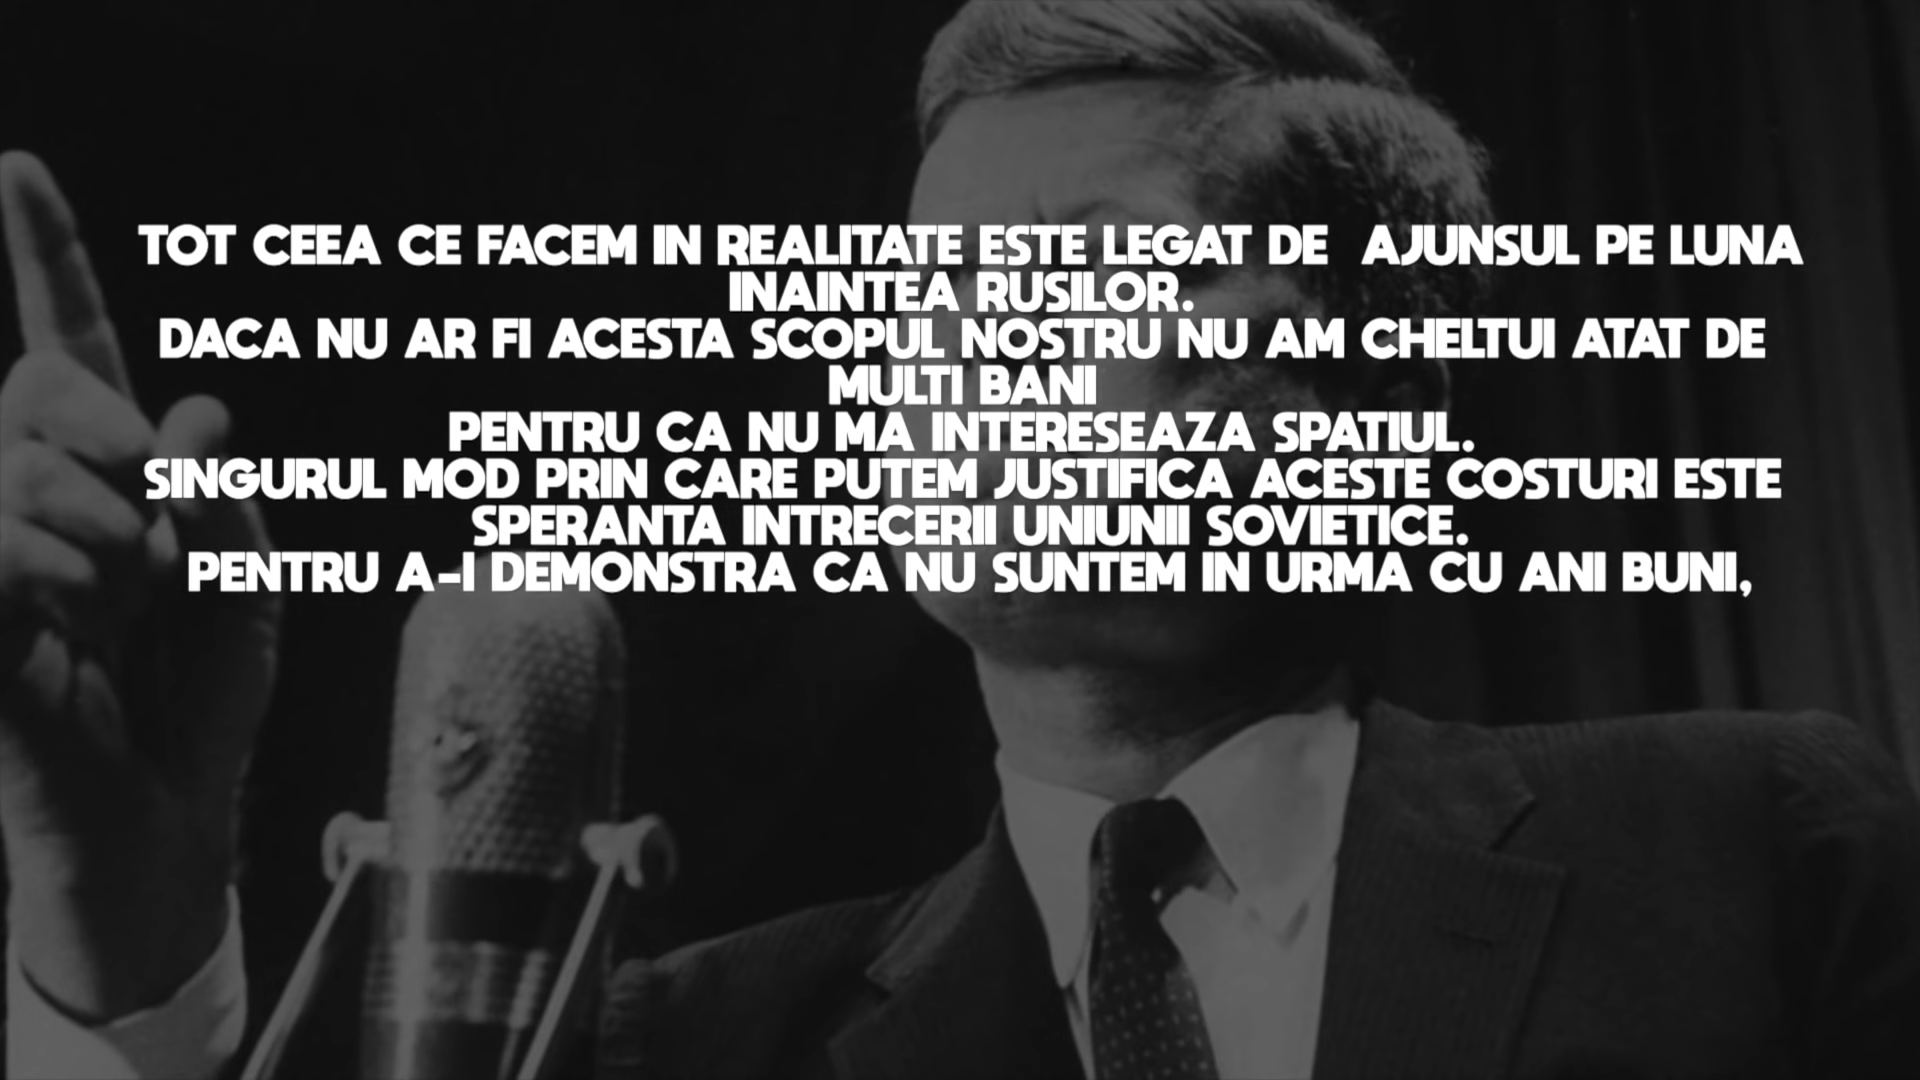 TOT CEEA CE FACEM IN REALITATE ESTE LEGAT DE  AJUNSUL PE LUNA
INAINTEA RUSILOR.
DACA NU AR FI ACESTA SCOPUL NOSTRU NU AM CHELTUI ATAT DE
MULTI BANI
PENTRU CA NU MA INTERESEAZA SPATIUL.
SINGURUL MOD PRIN CARE PUTEM JUSTIFICA ACESTE COSTURI ESTE
SPERANTA INTRECERII UNIUNII SOVIETICE.
PENTRU A-I DEMONSTRA CA NU SUNTEM IN URMA CU ANI BUNI,